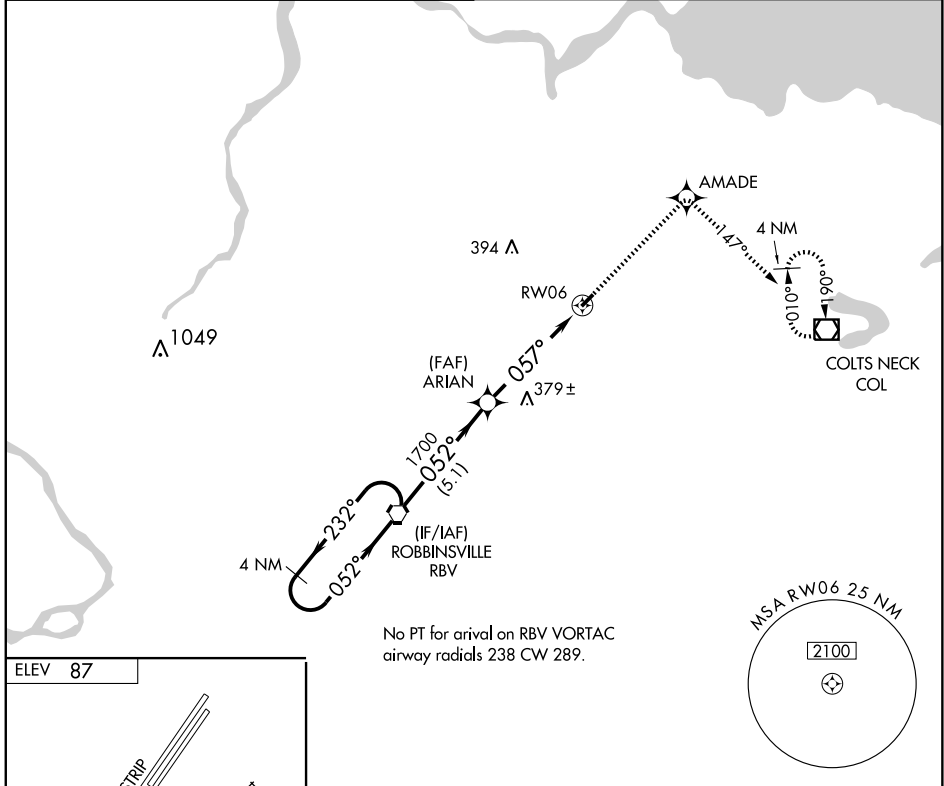 AMADE
147°
4 NM
010°
190°
394
RW06
1049
COLTS NECK
COL
(FAF)
ARIAN
057°
379±
1700
052°
(5.1)
232°
052°
4 NM
(IF/IAF)
ROBBINSVILLE
RBV
No PT for arival on RBV VORTAC
airway radials 238 CW 289.
MSA RW06 25 NM
2100
ELEV 87
STRIP